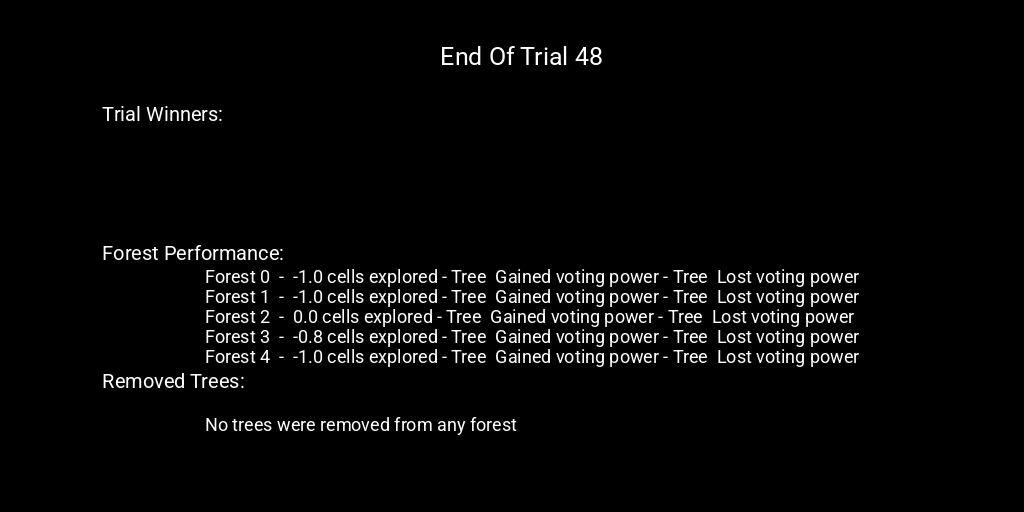 End Of Trial 48
Trial Winners:
Forest Performance:
Forest 0 - -1.0 cells explored - Tree Gained voting power - Tree Lost voting power
Forest 1 - -1.0 cells explored - Tree Gained voting power - Tree Lost voting power
Forest 2 - 0.0 cells explored - Tree Gained voting power - Tree Lost voting power
Forest 3 - -0.8 cells explored - Tree Gained voting power - Tree Lost voting power
Forest 4 - -1.0 cells explored - Tree Gained voting power - Tree Lost voting power
Removed Trees:
No trees were removed from any forest